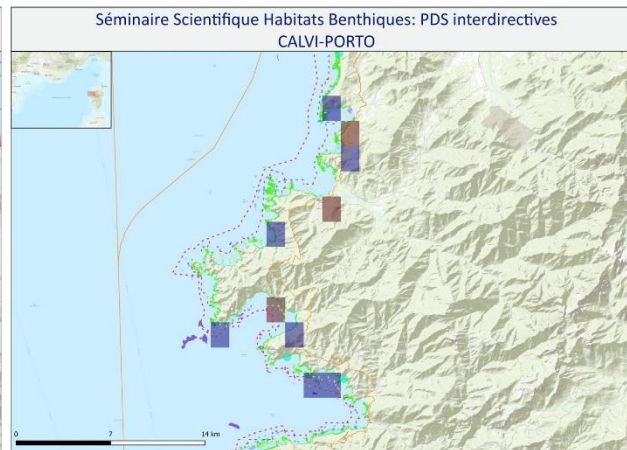 Séminaire Scientifique Habitats Benthiques: PDS interdirectives
CALVI-PORTO
0 7 14 km